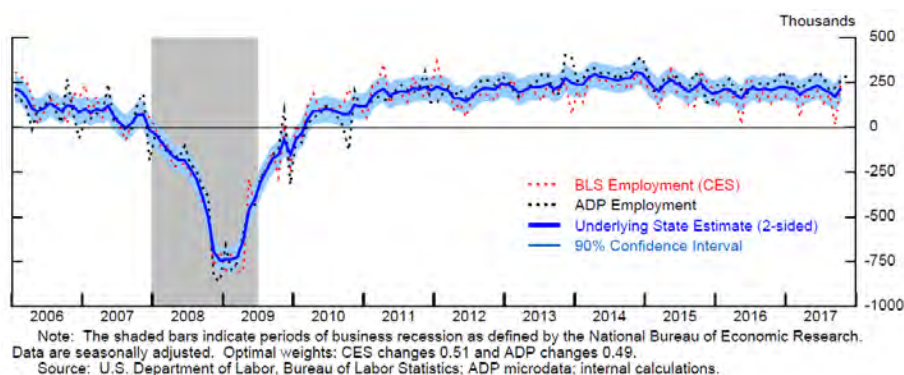 Thousands
500
250
0
-250
-500
-750
-1000
BLS Employment (CES)
ADP Employment
Underlying State Estimate (2-sided)
90% Confidence Interval
2006 2007 2008 2009 2010 2011 2012 2013 2014 2015 2016 2017
Note: The shaded bars indicate periods of business recession as defined by the National Bureau of Economic Research.
Data are seasonally adjusted. Optimal weights: CES changes 0.51 and ADP changes 0.49.
Source: U.S. Department of Labor, Bureau of Labor Statistics; ADP microdata; internal calculations.